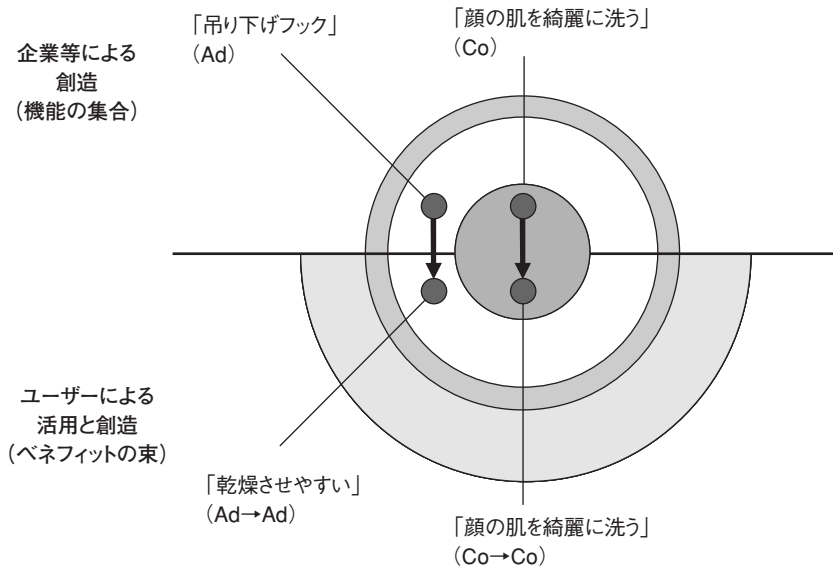 「吊り下げフック」
（Ad）
「顔の肌を綺麗に洗う」
（Co）
企業等による
創造
（機能の集合）
ユーザーによる
活用と創造
（ベネフィットの束）
「乾燥させやすい」
（Ad→Ad）
「顔の肌を綺麗に洗う」
（Co→Co）